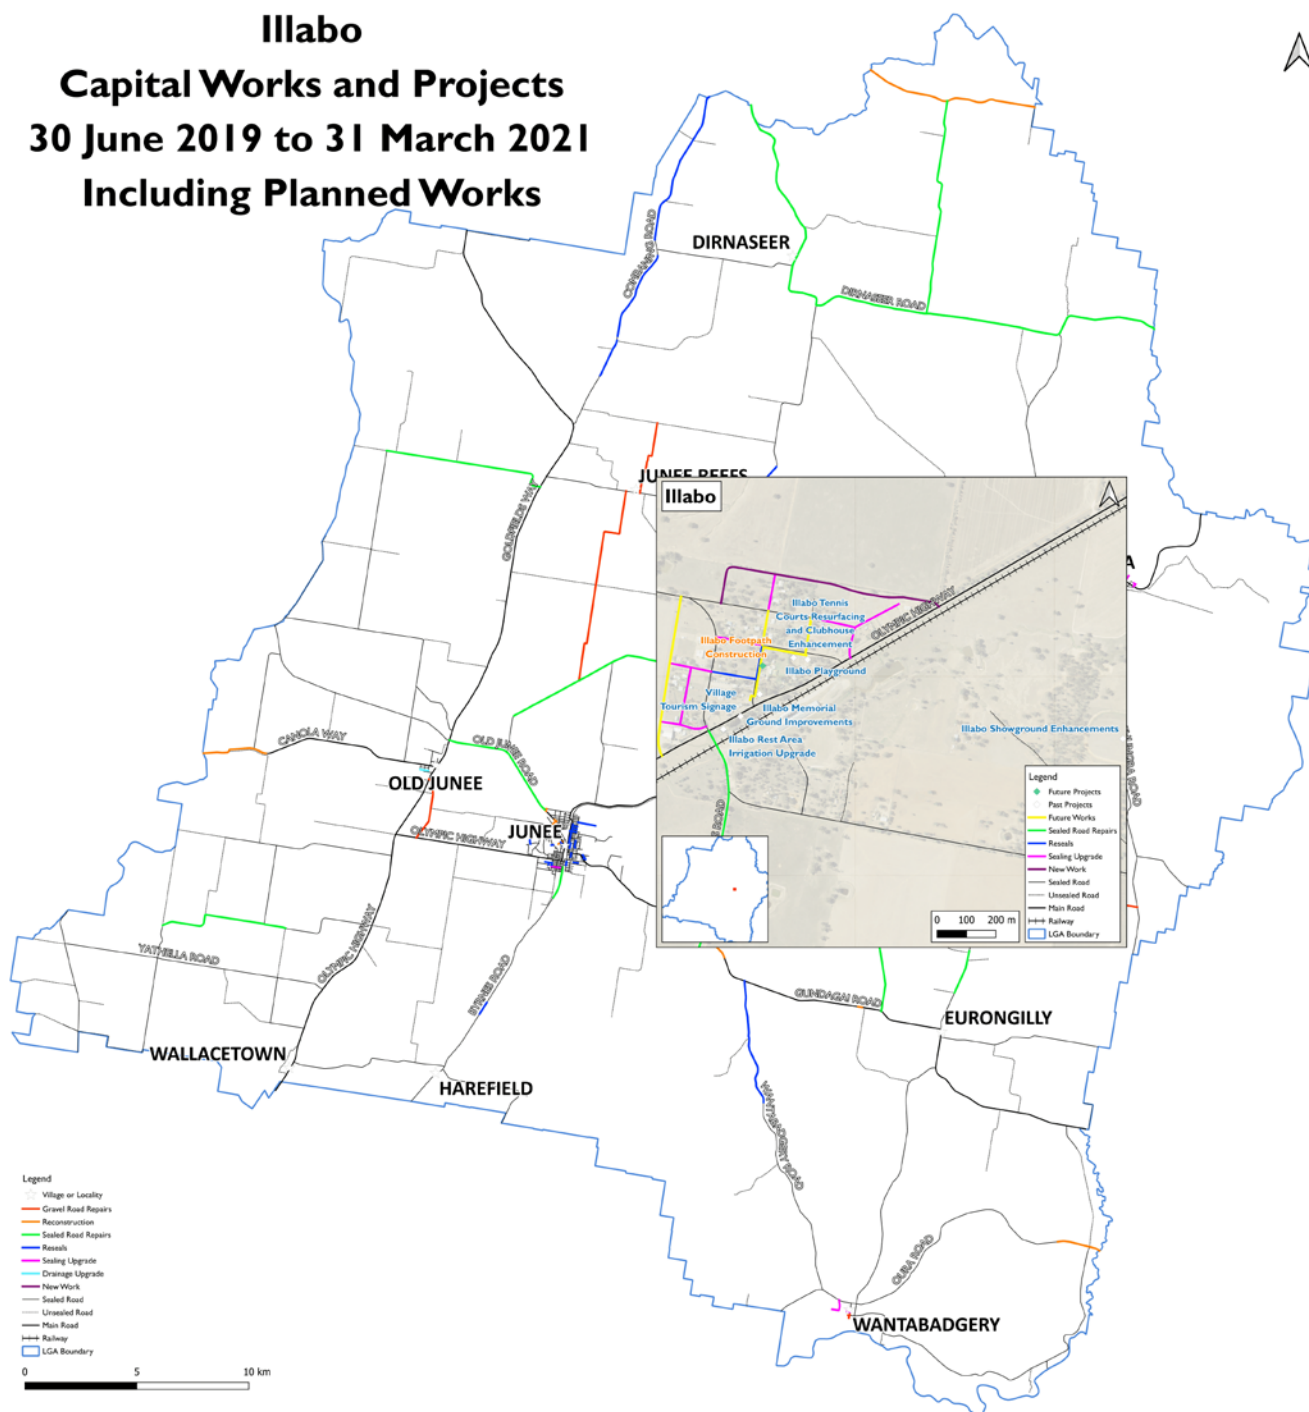 Illabo
Capital Works and Projects
30 June 2019 to 31 March 2021
Including Planned Works
DIRNASEER
COMBANING ROAD
DIRNASEER ROAD
JUNEE REEFS
GOLDFIELDS WAY
CANOLA WAY
OLD JUNEE ROAD
OLD JUNEE
JUNEE
OLYMPIC HIGHWAY
OLYMPIC HIGHWAY
YATHELLA ROAD
BYRNES ROAD
WALLACETOWN
HAREFIELD
GUNDAGAI ROAD
EURONGILLY
WANTABADGERY ROAD
OURA ROAD
WANTABADGERY
A
Illabo
OLYMPIC HIGHWAY
Illabo Tennis
Courts Resurfacing
and Clubhouse
Enhancement
Illabo Footpath
Construction
Illabo Playground
Village
Tourism Signage
Illabo Memorial
Ground Improvements
Illabo Rest Area
Irrigation Upgrade
Illabo Showground Enhancements
S ROAD
Legend
Future Projects
Past Projects
Future Works
Sealed Road Repairs
Reseals
Sealing Upgrade
New Work
Sealed Road
Unsealed Road
Main Road
Railway
LGA Boundary
0 100 200 m
Legend
Village or Locality
Gravel Road Repairs
Reconstruction
Sealed Road Repairs
Reseals
Sealing Upgrade
Drainage Upgrade
New Work
Sealed Road
Unsealed Road
Main Road
Railway
LGA Boundary
0 5 10 km